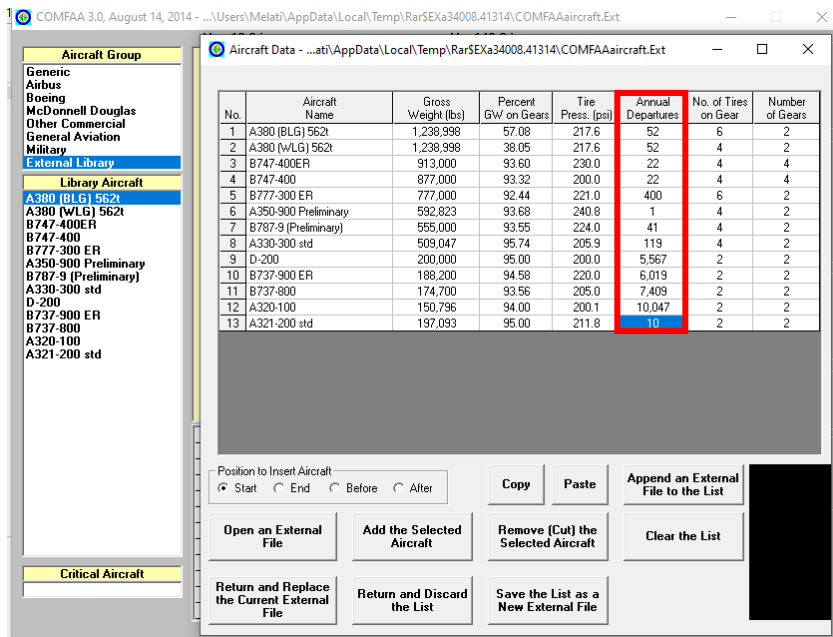 COMFAA 3.0, August 14, 2014 - ...\Users\Melati\AppData\Local\Temp\Rar$EXa34008.41314\COMFAAaircraft.Ext
Aircraft Group
Generic
Airbus
Boeing
McDonnell Douglas
Other Commercial
General Aviation
Military
External Library
Library Aircraft
A380 (BLG) 562t
A380 (WLG) 562t
B747-400ER
B747-400
B777-300 ER
A350-900 Preliminary
B787-9 (Preliminary)
A330-300 std
D-200
B737-900 ER
B737-800
A320-100
A321-200 std
Critical Aircraft
Aircraft Data - ...ati\AppData\Local\Temp\Rar$EXa34008.41314\COMFAAaircraft.Ext
No. Aircraft Name Gross Weight (lbs) Percent GW on Gears Tire Press. (psi) Annual Departures No. of Tires on Gear Number of Gears
1 A380 (BLG) 562t 1,238,998 57.08 217.6 52 6 2
2 A380 (WLG) 562t 1,238,998 38.05 217.6 52 4 2
3 B747-400ER 913,000 93.60 230.0 22 4 4
4 B747-400 877,000 93.32 200.0 22 4 4
5 B777-300 ER 777,000 92.44 221.0 400 6 2
6 A350-900 Preliminary 592,823 93.68 240.8 1 4 2
7 B787-9 (Preliminary) 555,000 93.55 224.0 41 4 2
8 A330-300 std 509,047 95.74 205.9 119 4 2
9 D-200 200,000 95.00 200.0 5,567 2 2
10 B737-900 ER 188,200 94.58 220.0 6,019 2 2
11 B737-800 174,700 93.56 205.0 7,409 2 2
12 A320-100 150,796 94.00 200.1 10,047 2 2
13 A321-200 std 197,093 95.00 211.8 10 2 2
Position to Insert Aircraft
Start End Before After
Copy
Paste
Append an External
File to the List
Open an External
File
Add the Selected
Aircraft
Remove (Cut) the
Selected Aircraft
Clear the List
Return and Replace
the Current External
File
Return and Discard
the List
Save the List as a
New External File